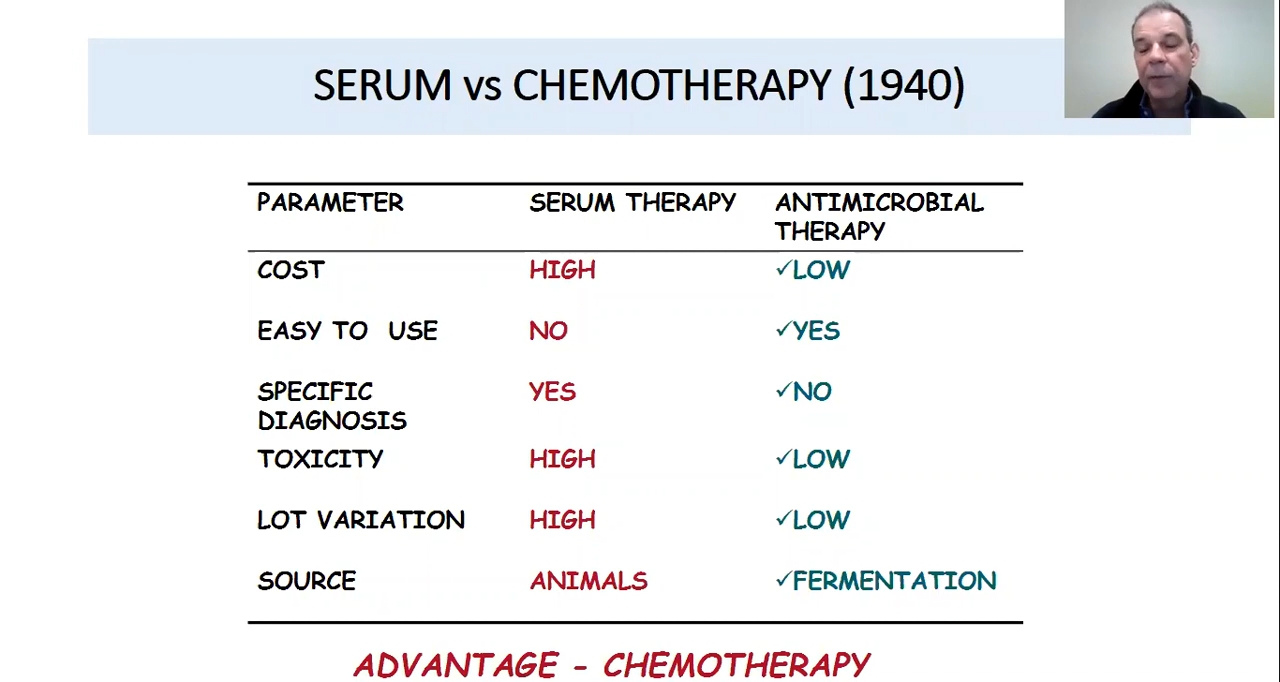 SERUM vs CHEMOTHERAPY (1940)
PARAMETER SERUM THERAPY ANTIMICROBIAL THERAPY
COST HIGH ✓LOW
EASY TO USE NO ✓YES
SPECIFIC DIAGNOSIS YES ✓NO
TOXICITY HIGH ✓LOW
LOT VARIATION HIGH ✓LOW
SOURCE ANIMALS ✓FERMENTATION
ADVANTAGE - CHEMOTHERAPY